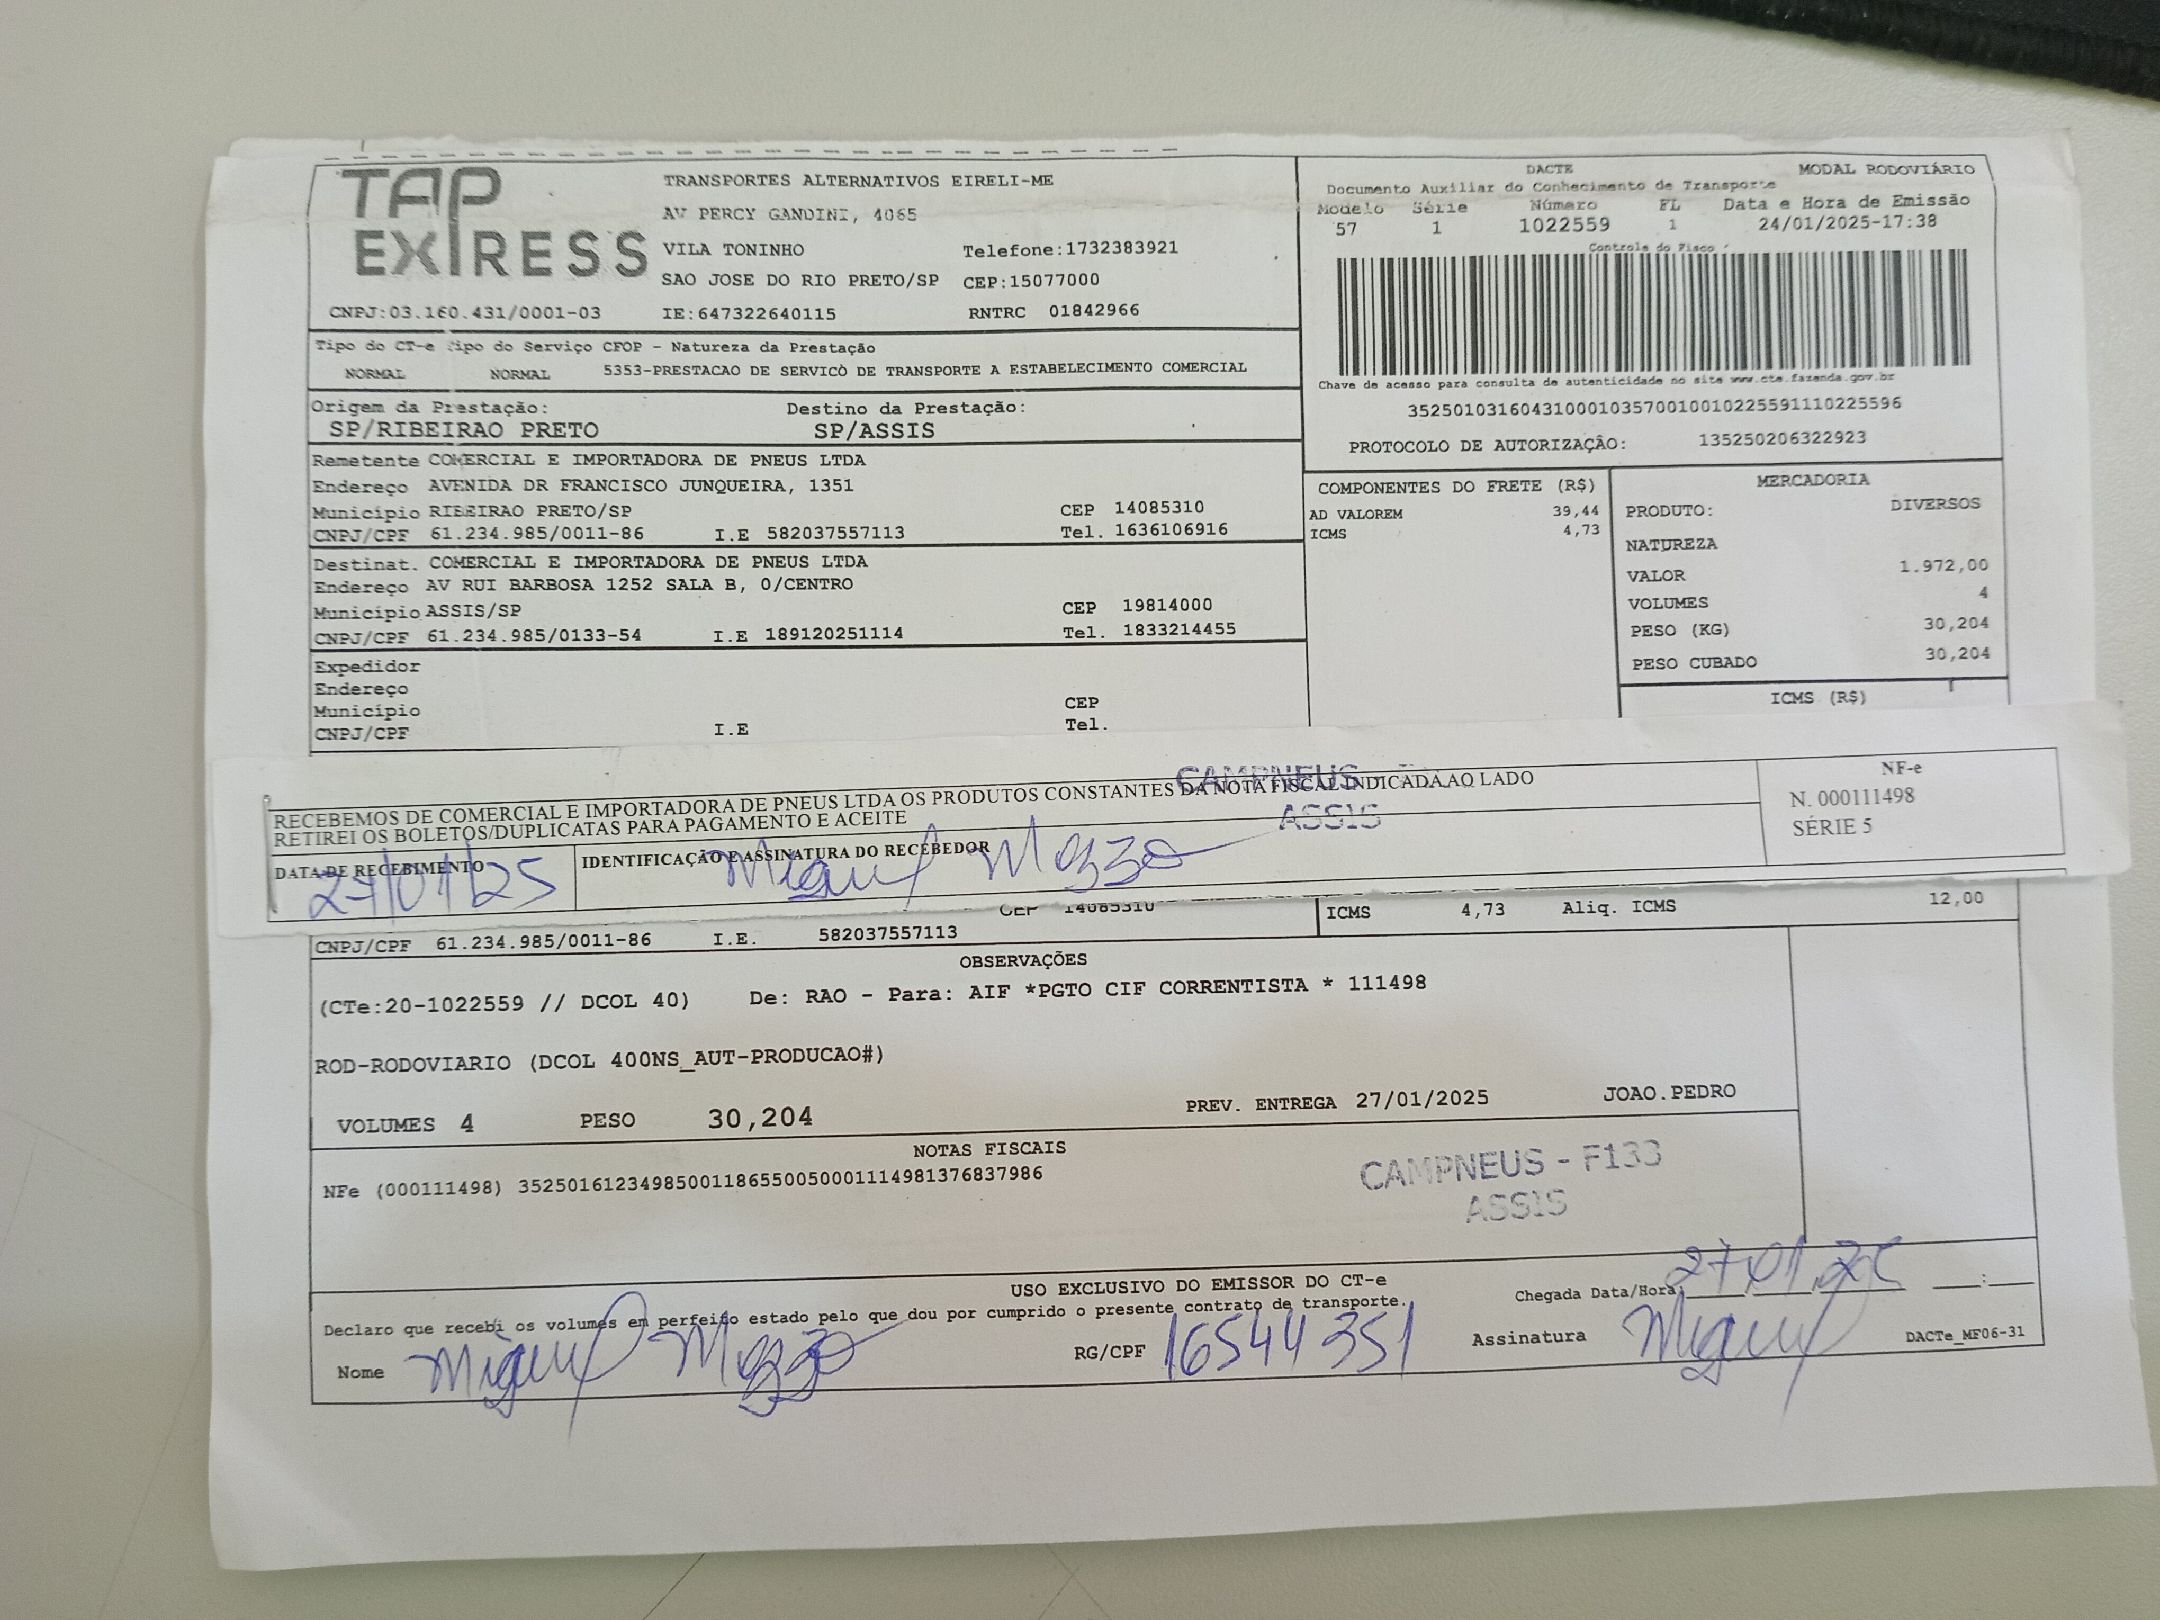 TAP EXPRESS
TRANSPORTES ALTERNATIVOS EIRELI-ME
AV PERCY GANDINI, 4065
VILA TONINHO Telefone:1732383921
SAO JOSE DO RIO PRETO/SP CEP:15077000
CNPJ:03.160.431/0001-03 IE:647322640115 RNTRC 01842966
DACTE MODAL RODOVIÁRIO
Documento Auxiliar do Conhecimento de Transporte
Modelo Série Número FL Data e Hora de Emissão
57 1 1022559 1 24/01/2025-17:38
Controle do Fisco
Chave de acesso para consulta de autenticidade no site www.cte.fazenda.gov.br
35250103160431000103570010010225591110225596
PROTOCOLO DE AUTORIZAÇÃO: 135250206322923
Tipo do CT-e Tipo do Serviço CFOP - Natureza da Prestação
NORMAL NORMAL 5353-PRESTACAO DE SERVICO DE TRANSPORTE A ESTABELECIMENTO COMERCIAL
Origem da Prestação: Destino da Prestação:
SP/RIBEIRAO PRETO SP/ASSIS
Remetente COMERCIAL E IMPORTADORA DE PNEUS LTDA
Endereço AVENIDA DR FRANCISCO JUNQUEIRA, 1351
Município RIBEIRAO PRETO/SP CEP 14085310
CNPJ/CPF 61.234.985/0011-86 I.E 582037557113 Tel. 1636106916
Destinat. COMERCIAL E IMPORTADORA DE PNEUS LTDA
Endereço AV RUI BARBOSA 1252 SALA B, 0/CENTRO
Município ASSIS/SP CEP 19814000
CNPJ/CPF 61.234.985/0133-54 I.E 189120251114 Tel. 1833214455
Expedidor
Endereço
Município CEP
CNPJ/CPF I.E Tel.
COMPONENTES DO FRETE (R$)
AD VALOREM 39,44
ICMS 4,73
MERCADORIA
PRODUTO: DIVERSOS
NATUREZA
VALOR 1.972,00
VOLUMES 4
PESO (KG) 30,204
PESO CUBADO 30,204
ICMS (R$)
CAMPNEUS
ASSIS
RECEBEMOS DE COMERCIAL E IMPORTADORA DE PNEUS LTDA OS PRODUTOS CONSTANTES DA NOTA FISCAL INDICADA AO LADO
RETIREI OS BOLETOS/DUPLICATAS PARA PAGAMENTO E ACEITE
DATA DE RECEBIMENTO IDENTIFICAÇÃO E ASSINATURA DO RECEBEDOR
27/01/25 Miguel Mozzo
NF-e
N. 000111498
SÉRIE 5
CEP 14085310 ICMS 4,73 Aliq. ICMS 12,00
CNPJ/CPF 61.234.985/0011-86 I.E. 582037557113
OBSERVAÇÕES
(CTe:20-1022559 // DCOL 40) De: RAO - Para: AIF *PGTO CIF CORRENTISTA * 111498
ROD-RODOVIARIO (DCOL 400NS_AUT-PRODUCAO#)
VOLUMES 4 PESO 30,204 PREV. ENTREGA 27/01/2025 JOAO.PEDRO
NOTAS FISCAIS
NFe (000111498) 35250161234985001186550050001114981376837986
CAMPNEUS - F133
ASSIS
USO EXCLUSIVO DO EMISSOR DO CT-e
Declaro que recebi os volumes em perfeito estado pelo que dou por cumprido o presente contrato de transporte. Chegada Data/Hora: 27 01 25 :
Nome Miguel Mozzo RG/CPF 16544351 Assinatura Miguel DACTe_MF06-31